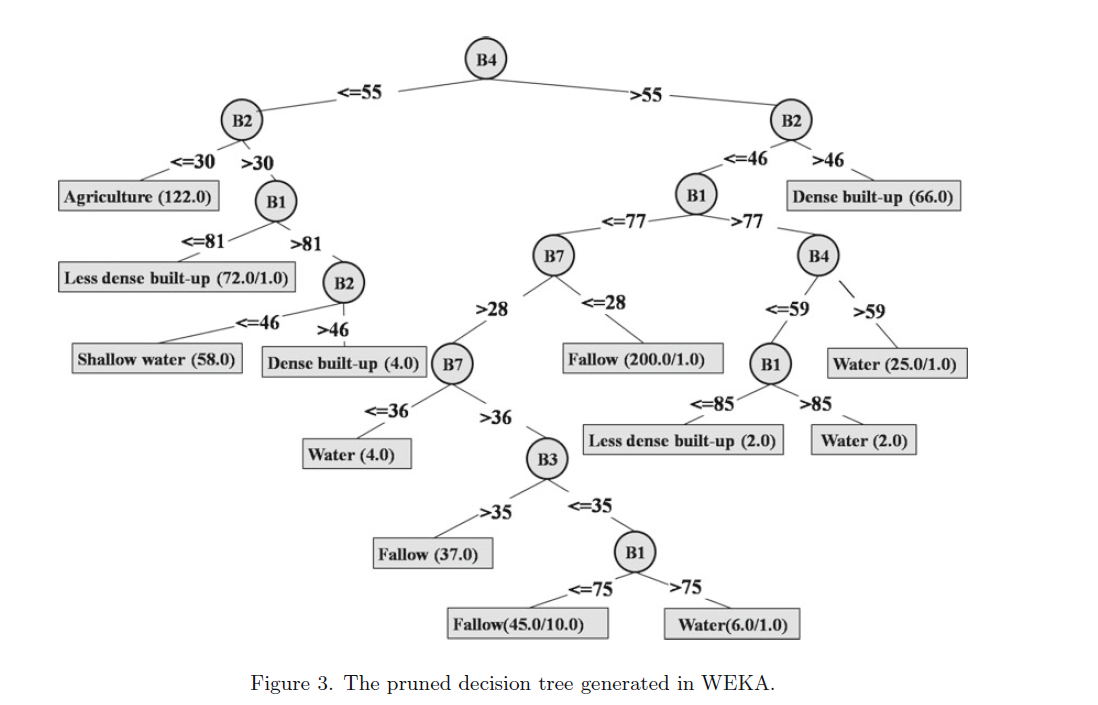 B4
<=55
>55
B2
B2
<=30
>30
<=46
>46
Agriculture (122.0)
B1
B1
Dense built-up (66.0)
<=81
>81
<=77
>77
Less dense built-up (72.0/1.0)
B2
B7
B4
<=46
>46
>28
<=28
<=59
>59
Shallow water (58.0)
Dense built-up (4.0)
B7
Fallow (200.0/1.0)
B1
Water (25.0/1.0)
<=36
>36
<=85
>85
Water (4.0)
B3
Less dense built-up (2.0)
Water (2.0)
>35
<=35
Fallow (37.0)
B1
<=75
>75
Fallow(45.0/10.0)
Water(6.0/1.0)
Figure 3. The pruned decision tree generated in WEKA.